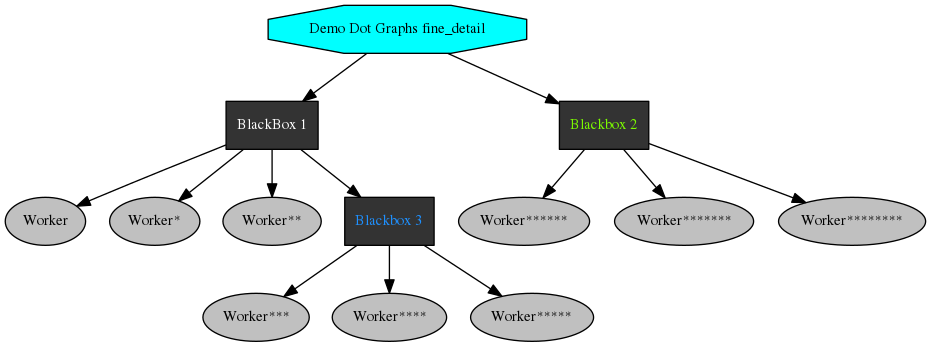 Demo Dot Graphs fine_detail
BlackBox 1
Blackbox 2
Worker
Worker*
Worker**
Blackbox 3
Worker******
Worker*******
Worker********
Worker***
Worker****
Worker*****